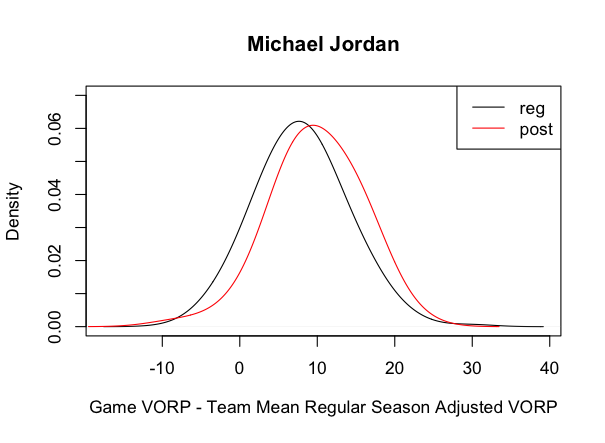 Michael Jordan
reg
post
Density
0.06
0.04
0.02
0.00
-10 0 10 20 30 40
Game VORP - Team Mean Regular Season Adjusted VORP